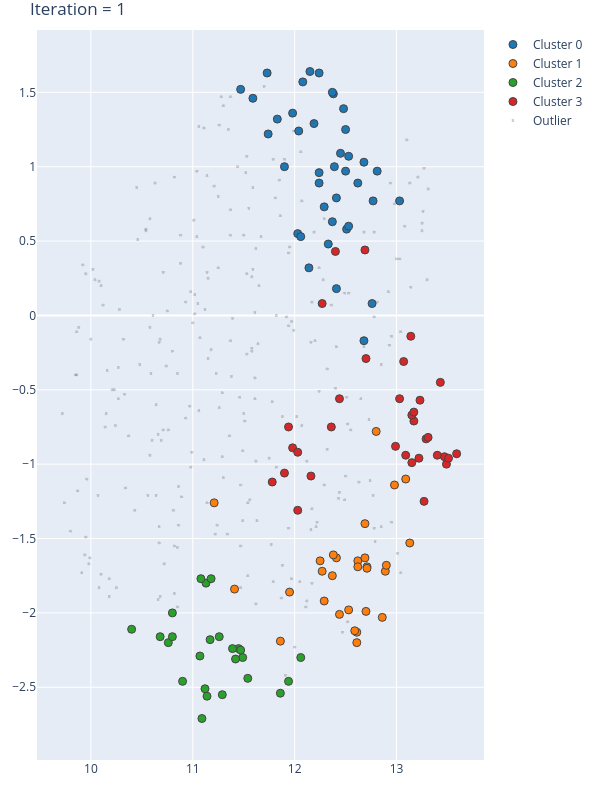 Iteration = 1
Cluster 0
Cluster 1
Cluster 2
Cluster 3
Outlier
1.5
1
0.5
0
−0.5
−1
−1.5
−2
−2.5
10 11 12 13